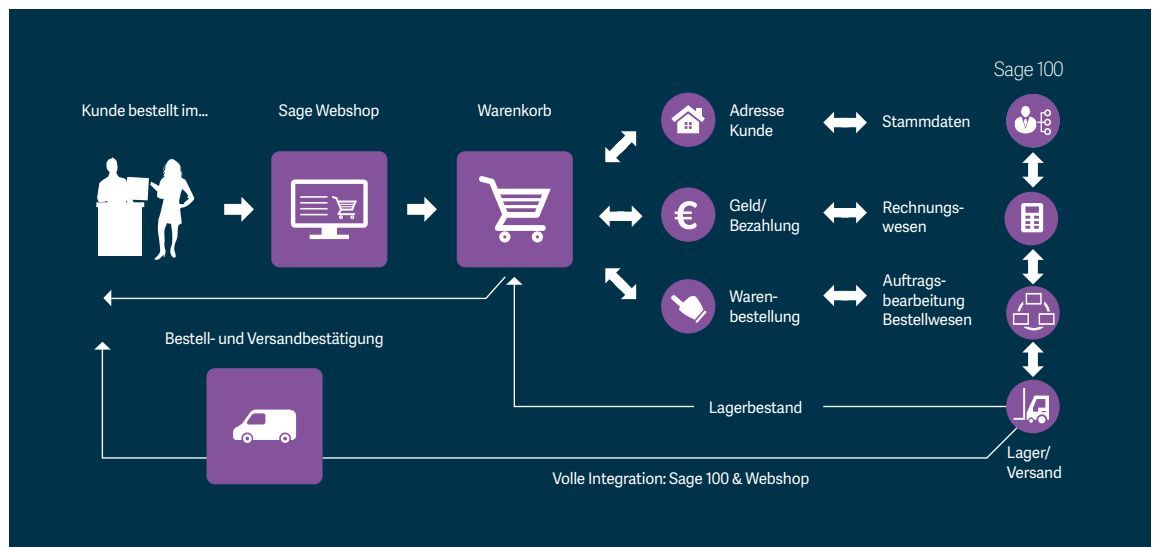 Sage 100
Kunde bestellt im...
Sage Webshop
Warenkorb
Adresse
Kunde
Stammdaten
€
Geld/
Bezahlung
Rechnungs-
wesen
Waren-
bestellung
Auftrags-
bearbeitung
Bestellwesen
Bestell- und Versandbestätigung
Lagerbestand
Lager/
Versand
Volle Integration: Sage 100 & Webshop